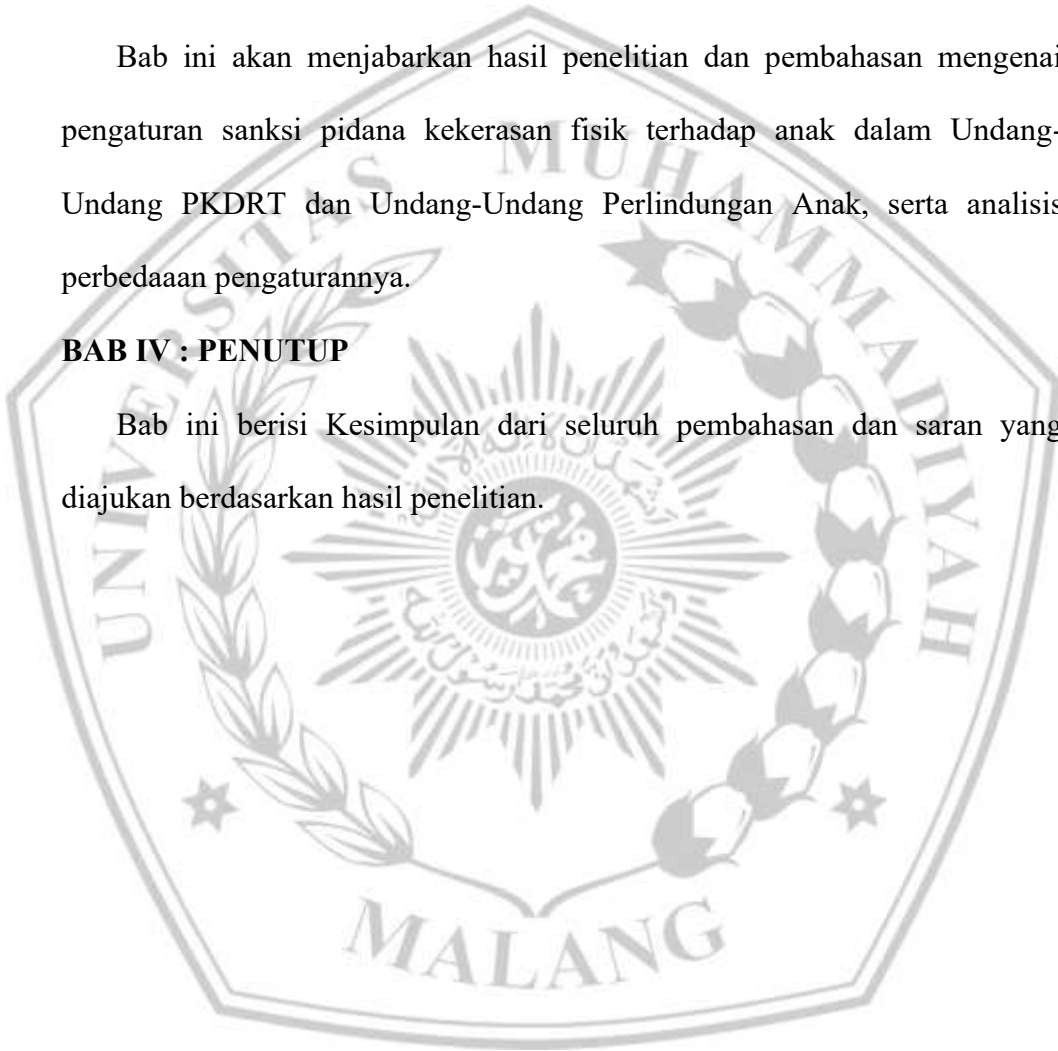 Bab ini akan menjabarkan hasil penelitian dan pembahasan mengenai
pengaturan sanksi pidana kekerasan fisik terhadap anak dalam Undang-
Undang PKDRT dan Undang-Undang Perlindungan Anak, serta analisis
perbedaaan pengaturannya.
BAB IV : PENUTUP
Bab ini berisi Kesimpulan dari seluruh pembahasan dan saran yang
diajukan berdasarkan hasil penelitian.
UNIVERSITAS MUHAMMADIYAH
MALANG